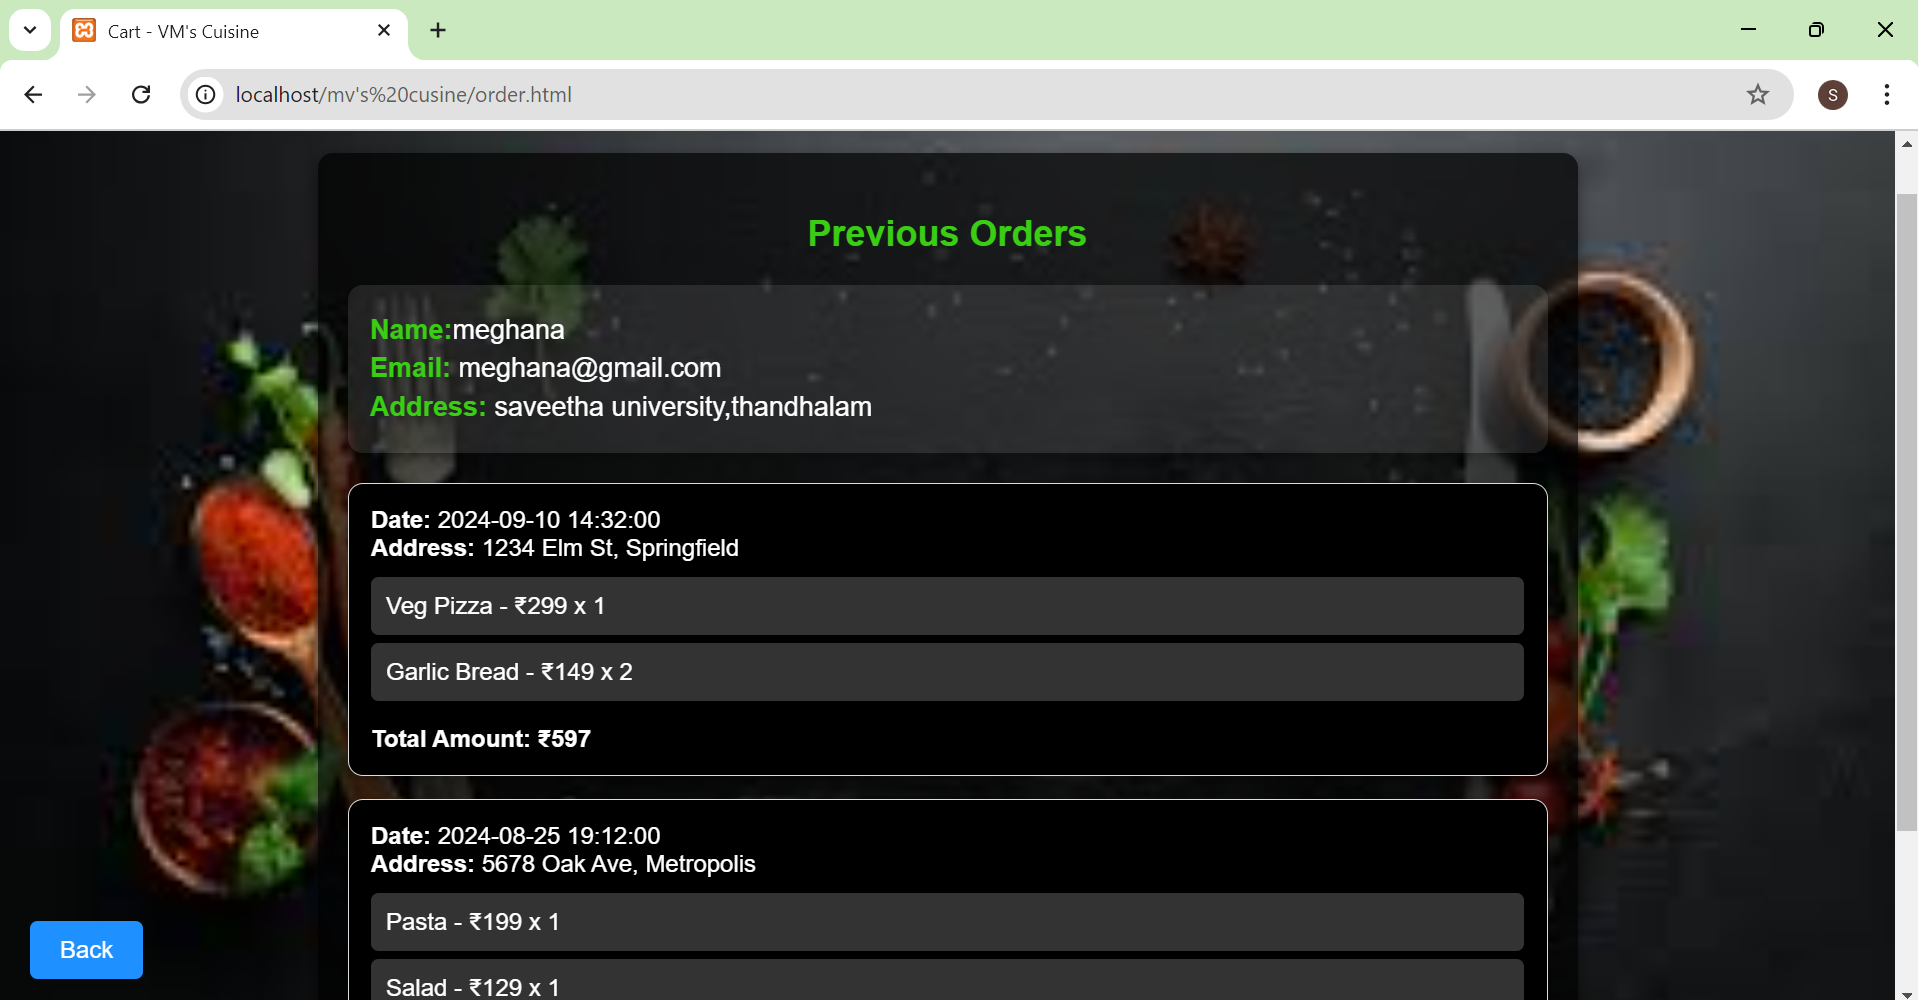 Cart - VM's Cuisine
localhost/mv's%20cusine/order.html
S
Previous Orders
Name:meghana
Email: meghana@gmail.com
Address: saveetha university,thandhalam
Date: 2024-09-10 14:32:00
Address: 1234 Elm St, Springfield
Veg Pizza - ₹299 x 1
Garlic Bread - ₹149 x 2
Total Amount: ₹597
Date: 2024-08-25 19:12:00
Address: 5678 Oak Ave, Metropolis
Pasta - ₹199 x 1
Salad - ₹129 x 1
Back